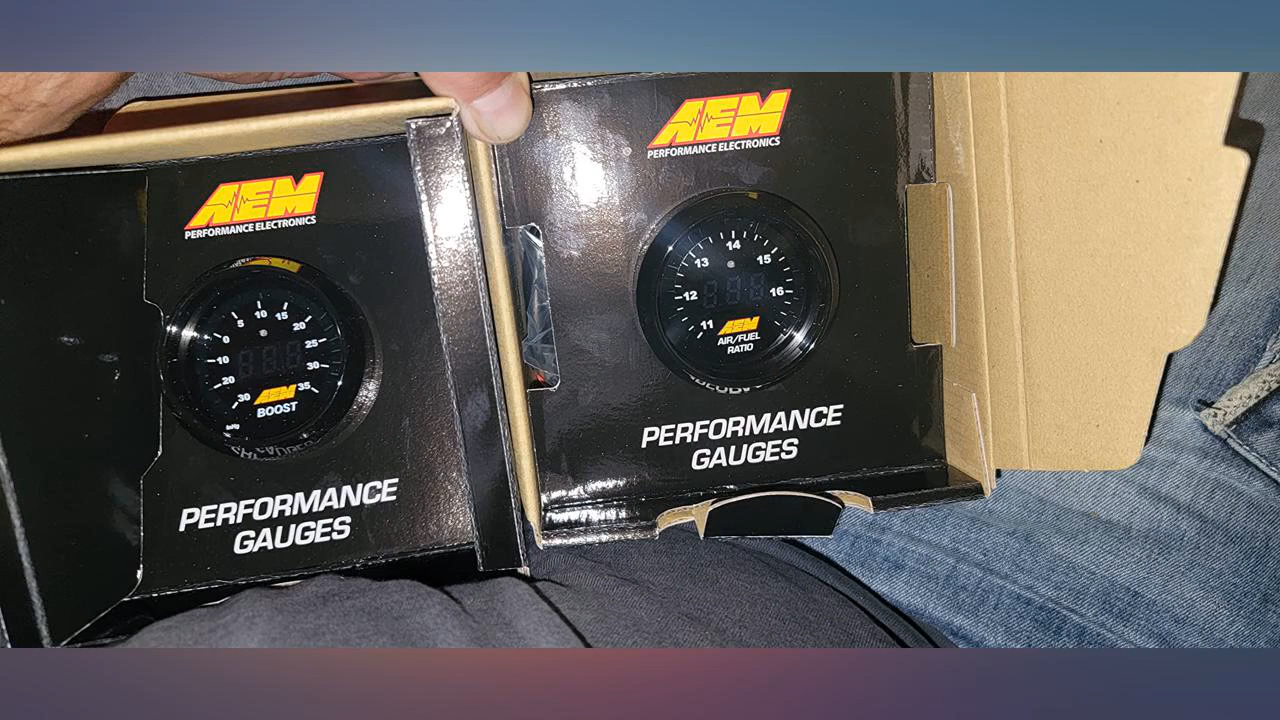 AEM
PERFORMANCE ELECTRONICS
10
5
15
0
20
10
25
20
30
30
35
AEM
BOOST
PERFORMANCE
GAUGES
AEM
PERFORMANCE ELECTRONICS
14
13
15
12
16
11
AEM
AIR/FUEL
RATIO
PERFORMANCE
GAUGES